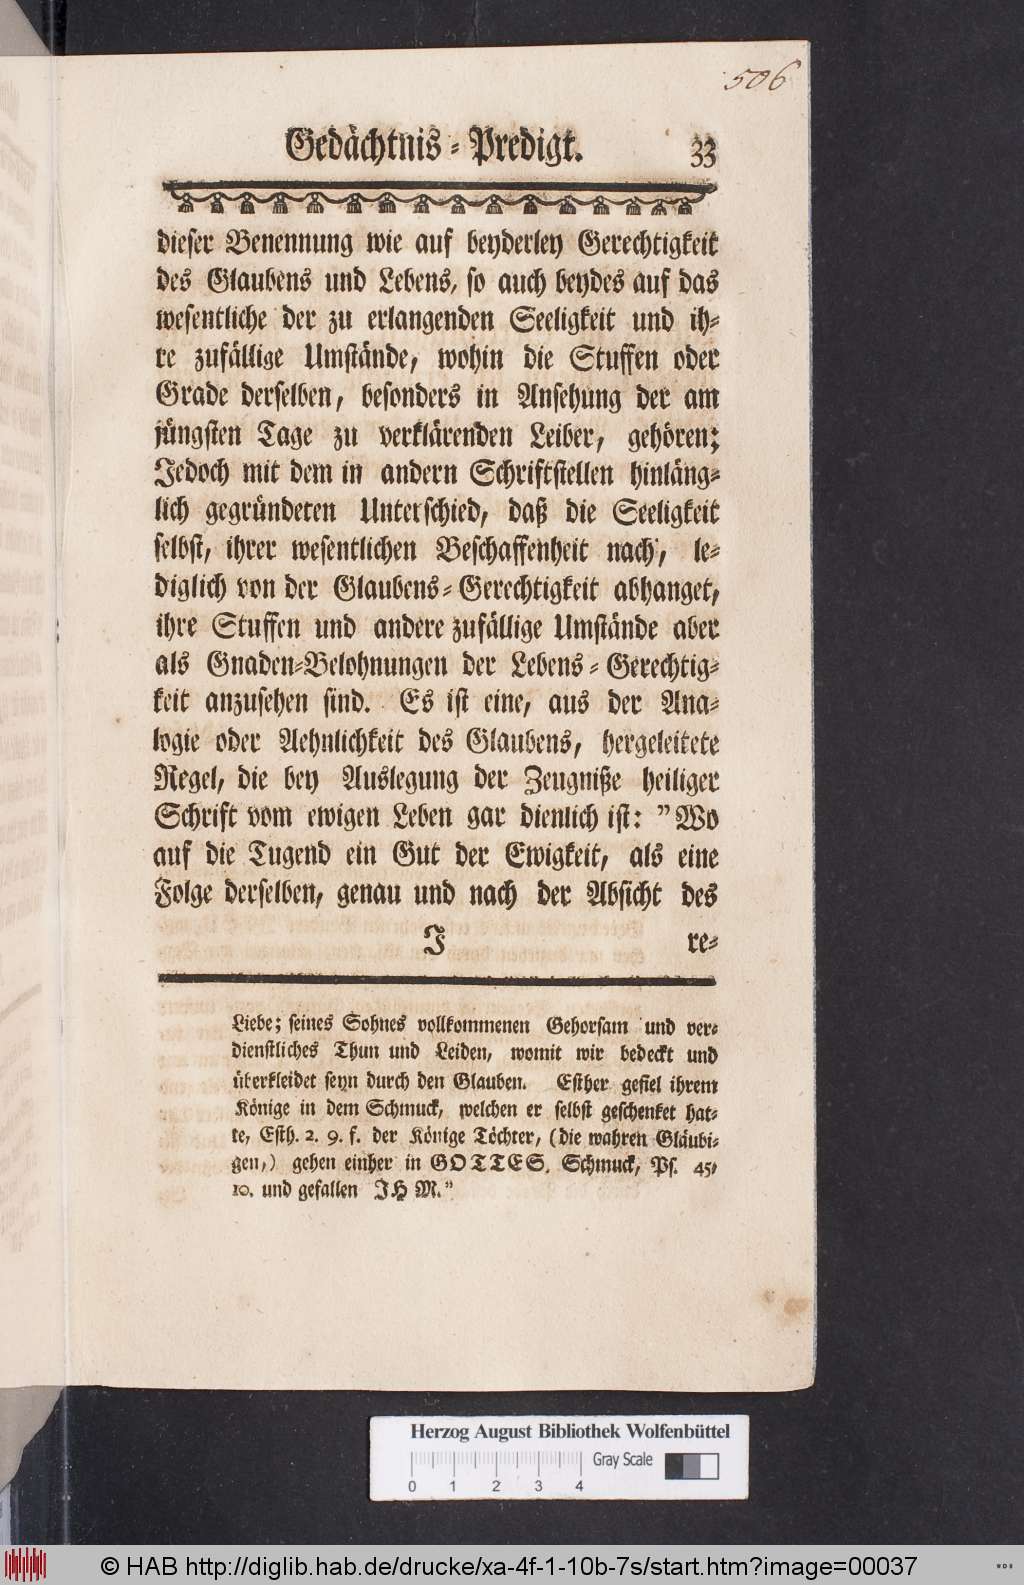 506
Gedächtnis-Predigt. 33
dieser Benennung wie auf beyderley Gerechtigkeit
des Glaubens und Lebens, so auch beydes auf das
wesentliche der zu erlangenden Seeligkeit und ih-
re zufällige Umstände, wohin die Stuffen oder
Grade derselben, besonders in Ansehung der am
jüngsten Tage zu verklärenden Leiber, gehören;
Jedoch mit dem in andern Schriftstellen hinläng-
lich gegründeten Unterschied, daß die Seeligkeit
selbst, ihrer wesentlichen Beschaffenheit nach, le-
diglich von der Glaubens-Gerechtigkeit abhanget,
ihre Stuffen und andere zufällige Umstände aber
als Gnaden-Belohnungen der Lebens-Gerechtig-
keit anzusehen sind. Es ist eine, aus der Ana-
logie oder Aehnlichkeit des Glaubens, hergeleitete
Regel, die bey Auslegung der Zeugniße heiliger
Schrift vom ewigen Leben gar dienlich ist: "Wo
auf die Tugend ein Gut der Ewigkeit, als eine
Folge derselben, genau und nach der Absicht des
J re-
Liebe; seines Sohnes vollkommenen Gehorsam und ver-
dienstliches Thun und Leiden, womit wir bedeckt und
überkleidet seyn durch den Glauben. Esther gefiel ihrem
Könige in dem Schmuck, welchen er selbst geschenket hat-
te, Esth. 2. 9. f. der Könige Töchter, (die wahren Gläubi-
gen,) gehen einher in GOTTES. Schmuck, Ps. 45,
10. und gefallen JHM."
Herzog August Bibliothek Wolfenbüttel
Gray Scale
0 1 2 3 4
© HAB http://diglib.hab.de/drucke/xa-4f-1-10b-7s/start.htm?image=00037